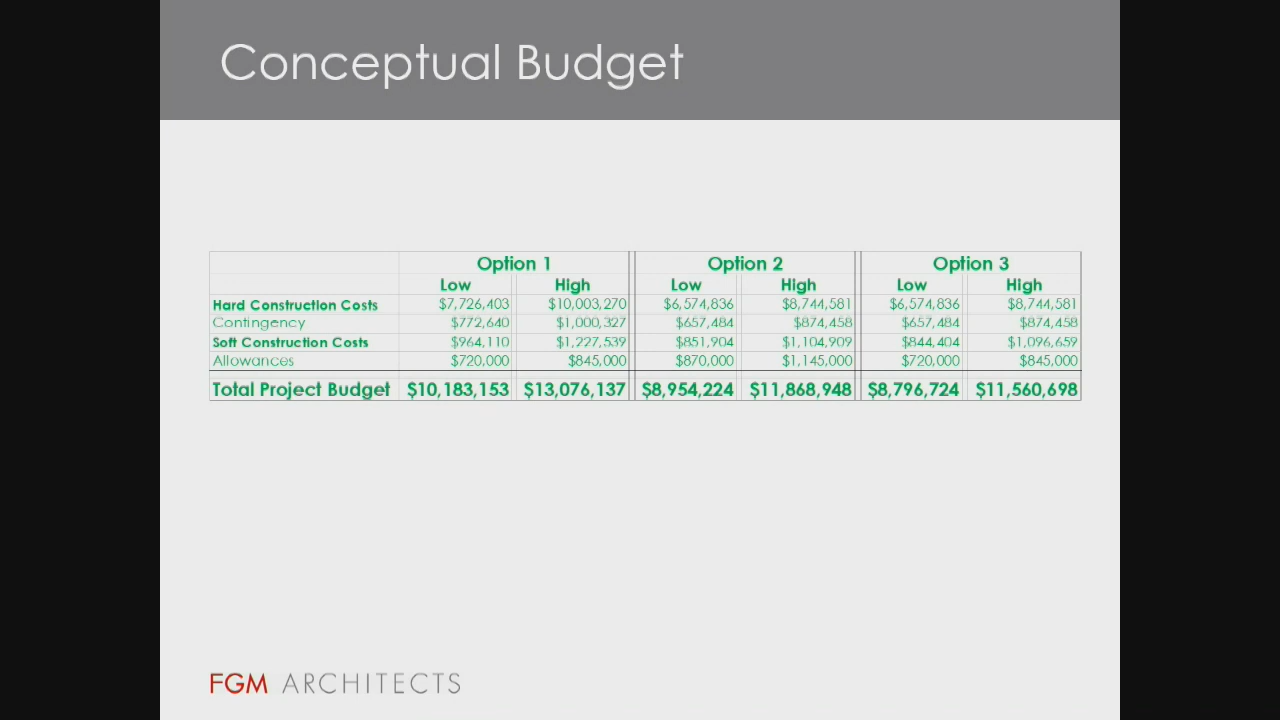 Conceptual Budget
Option 1 Option 2 Option 3
Low High Low High Low High
Hard Construction Costs $7,726,403 $10,003,270 $6,574,836 $8,744,581 $6,574,836 $8,744,581
Contingency $772,640 $1,000,327 $657,484 $874,458 $657,484 $874,458
Soft Construction Costs $964,110 $1,227,539 $851,904 $1,104,909 $844,404 $1,096,659
Allowances $720,000 $845,000 $870,000 $1,145,000 $720,000 $845,000
Total Project Budget $10,183,153 $13,076,137 $8,954,224 $11,868,948 $8,796,724 $11,560,698
FGM ARCHITECTS